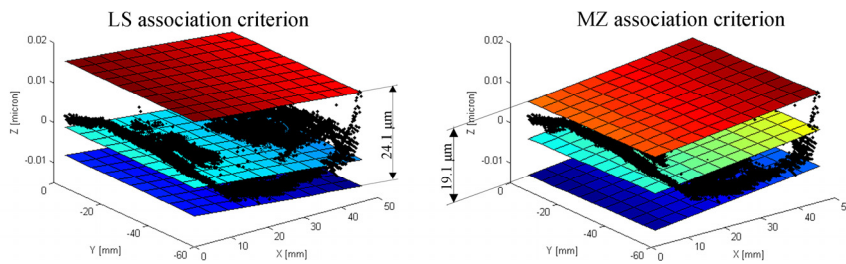 LS association criterion
MZ association criterion
0.02
0.01
0
-0.01
Z [micron]
0
-20
-40
-60
Y [mm]
0
10
20
30
40
50
X [mm]
24.1 µm
0.02
0.01
0
-0.01
Z [micron]
19.1 µm
0
-20
-40
-60
Y [mm]
0
10
20
30
40
5
X [mm]